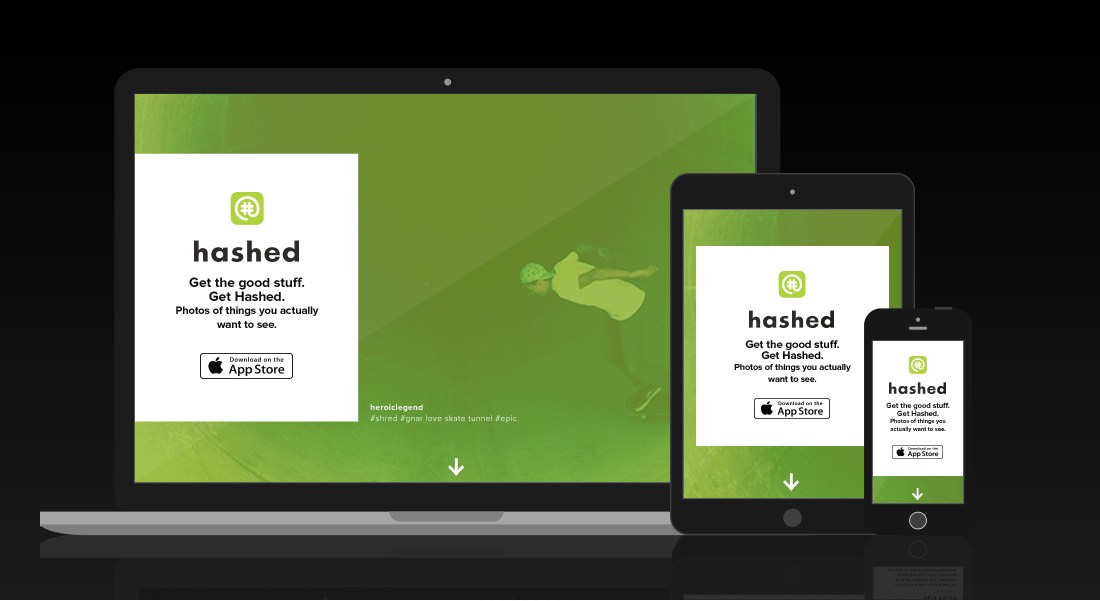 #
hashed
Get the good stuff.
Get Hashed.
Photos of things you actually
want to see.
Download on the
App Store
heroiclegend
#shred #gnar love skate tunnel #epic
#
hashed
Get the good stuff.
Get Hashed.
Photos of things you actually
want to see.
Download on the
App Store
#
hashed
Get the good stuff.
Get Hashed.
Photos of things you
actually want to see.
Download on the
App Store